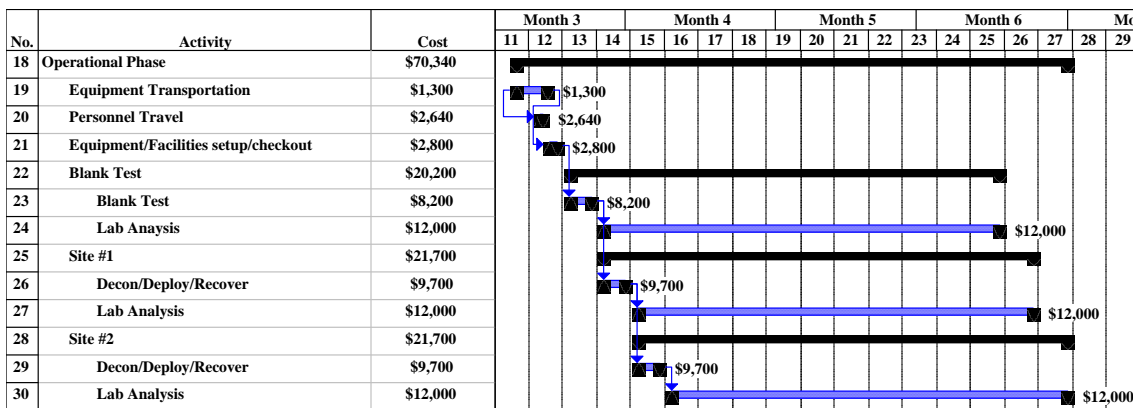 Month 3 Month 4 Month 5 Month 6 Mo
No. Activity Cost 11 12 13 14 15 16 17 18 19 20 21 22 23 24 25 26 27 28 29
18 Operational Phase $70,340
19 Equipment Transportation $1,300 $1,300
20 Personnel Travel $2,640 $2,640
21 Equipment/Facilities setup/checkout $2,800 $2,800
22 Blank Test $20,200
23 Blank Test $8,200 $8,200
24 Lab Anaysis $12,000 $12,000
25 Site #1 $21,700
26 Decon/Deploy/Recover $9,700 $9,700
27 Lab Analysis $12,000 $12,000
28 Site #2 $21,700
29 Decon/Deploy/Recover $9,700 $9,700
30 Lab Analysis $12,000 $12,000